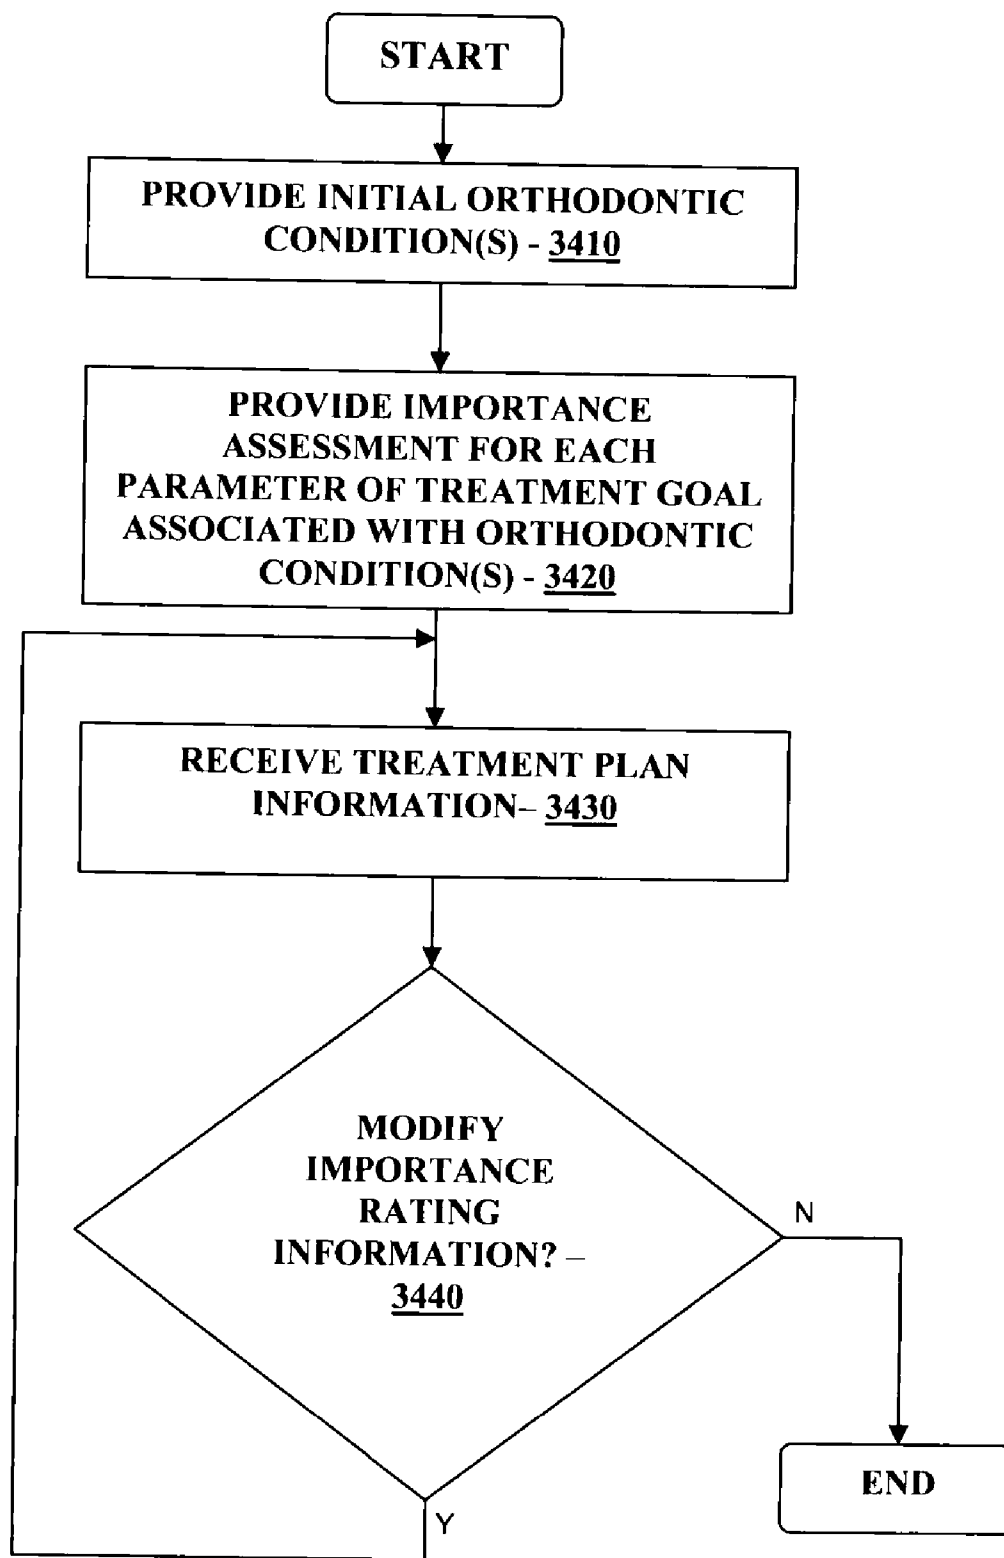 START
PROVIDE INITIAL ORTHODONTIC
CONDITION(S) - 3410
PROVIDE IMPORTANCE
ASSESSMENT FOR EACH
PARAMETER OF TREATMENT GOAL
ASSOCIATED WITH ORTHODONTIC
CONDITION(S) - 3420
RECEIVE TREATMENT PLAN
INFORMATION– 3430
MODIFY
IMPORTANCE
RATING
INFORMATION? –
3440
N
END
Y